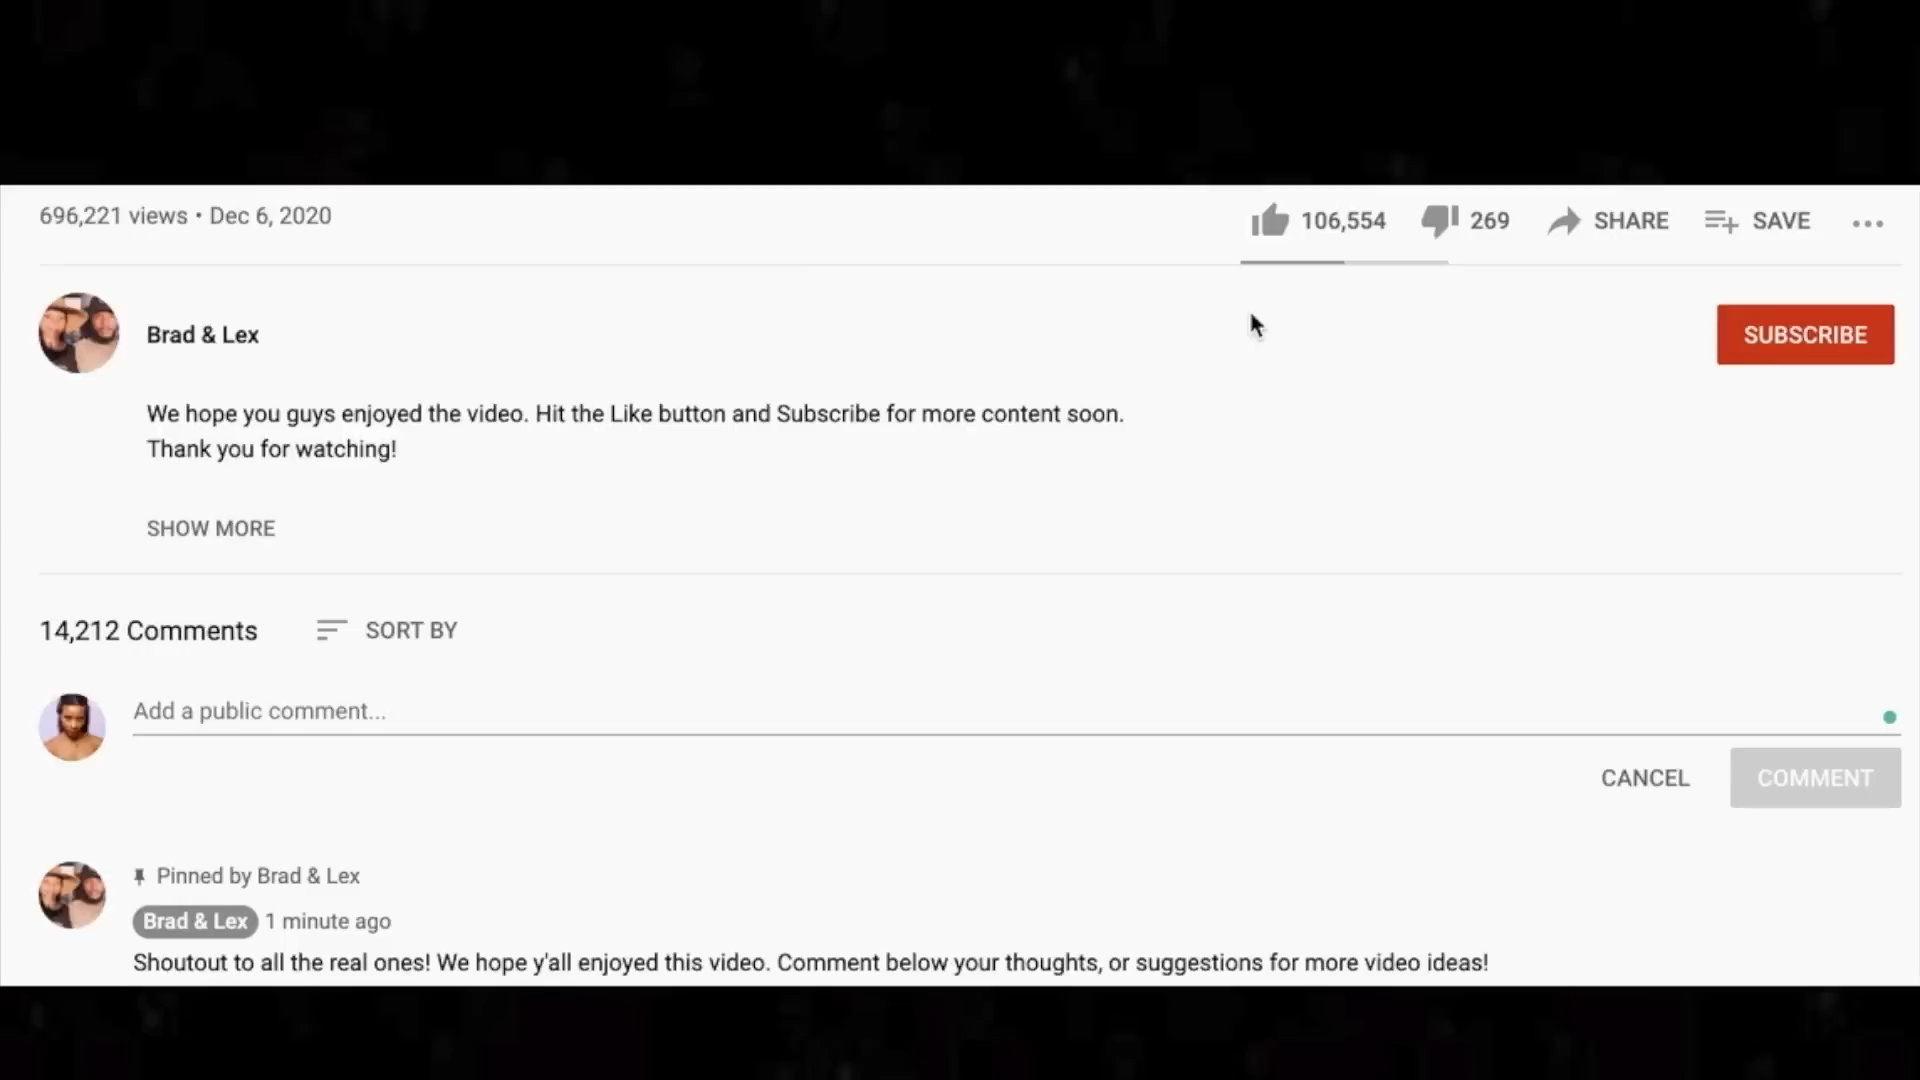 696,221 views • Dec 6, 2020
106,554
269
SHARE
SAVE
Brad & Lex
SUBSCRIBE
We hope you guys enjoyed the video. Hit the Like button and Subscribe for more content soon.
Thank you for watching!
SHOW MORE
14,212 Comments
SORT BY
Add a public comment...
CANCEL
COMMENT
Pinned by Brad & Lex
Brad & Lex 1 minute ago
Shoutout to all the real ones! We hope y'all enjoyed this video. Comment below your thoughts, or suggestions for more video ideas!